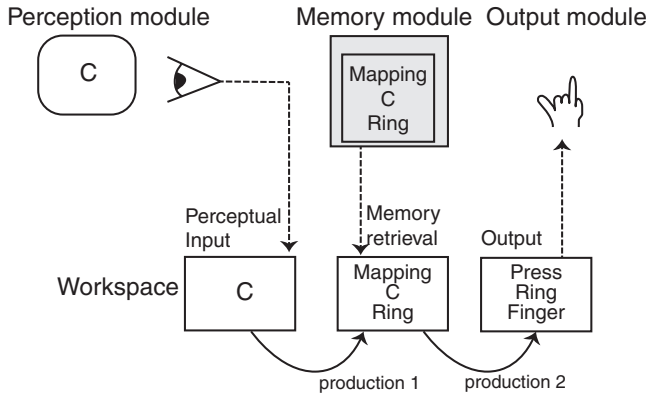 Perception module
Memory module
Output module
C
Mapping
C
Ring
Perceptual
Input
Memory
retrieval
Output
Workspace
C
Mapping
C
Ring
Press
Ring
Finger
production 1
production 2